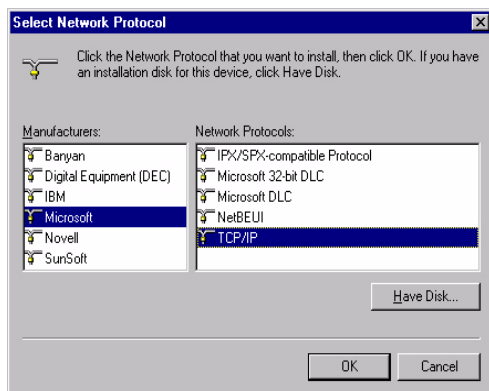 Select Network Protocol
Click the Network Protocol that you want to install, then click OK. If you have
an installation disk for this device, click Have Disk.
Manufacturers:
Banyan
Digital Equipment (DEC)
IBM
Microsoft
Novell
SunSoft
Network Protocols:
IPX/SPX-compatible Protocol
Microsoft 32-bit DLC
Microsoft DLC
NetBEUI
TCP/IP
Have Disk...
OK
Cancel